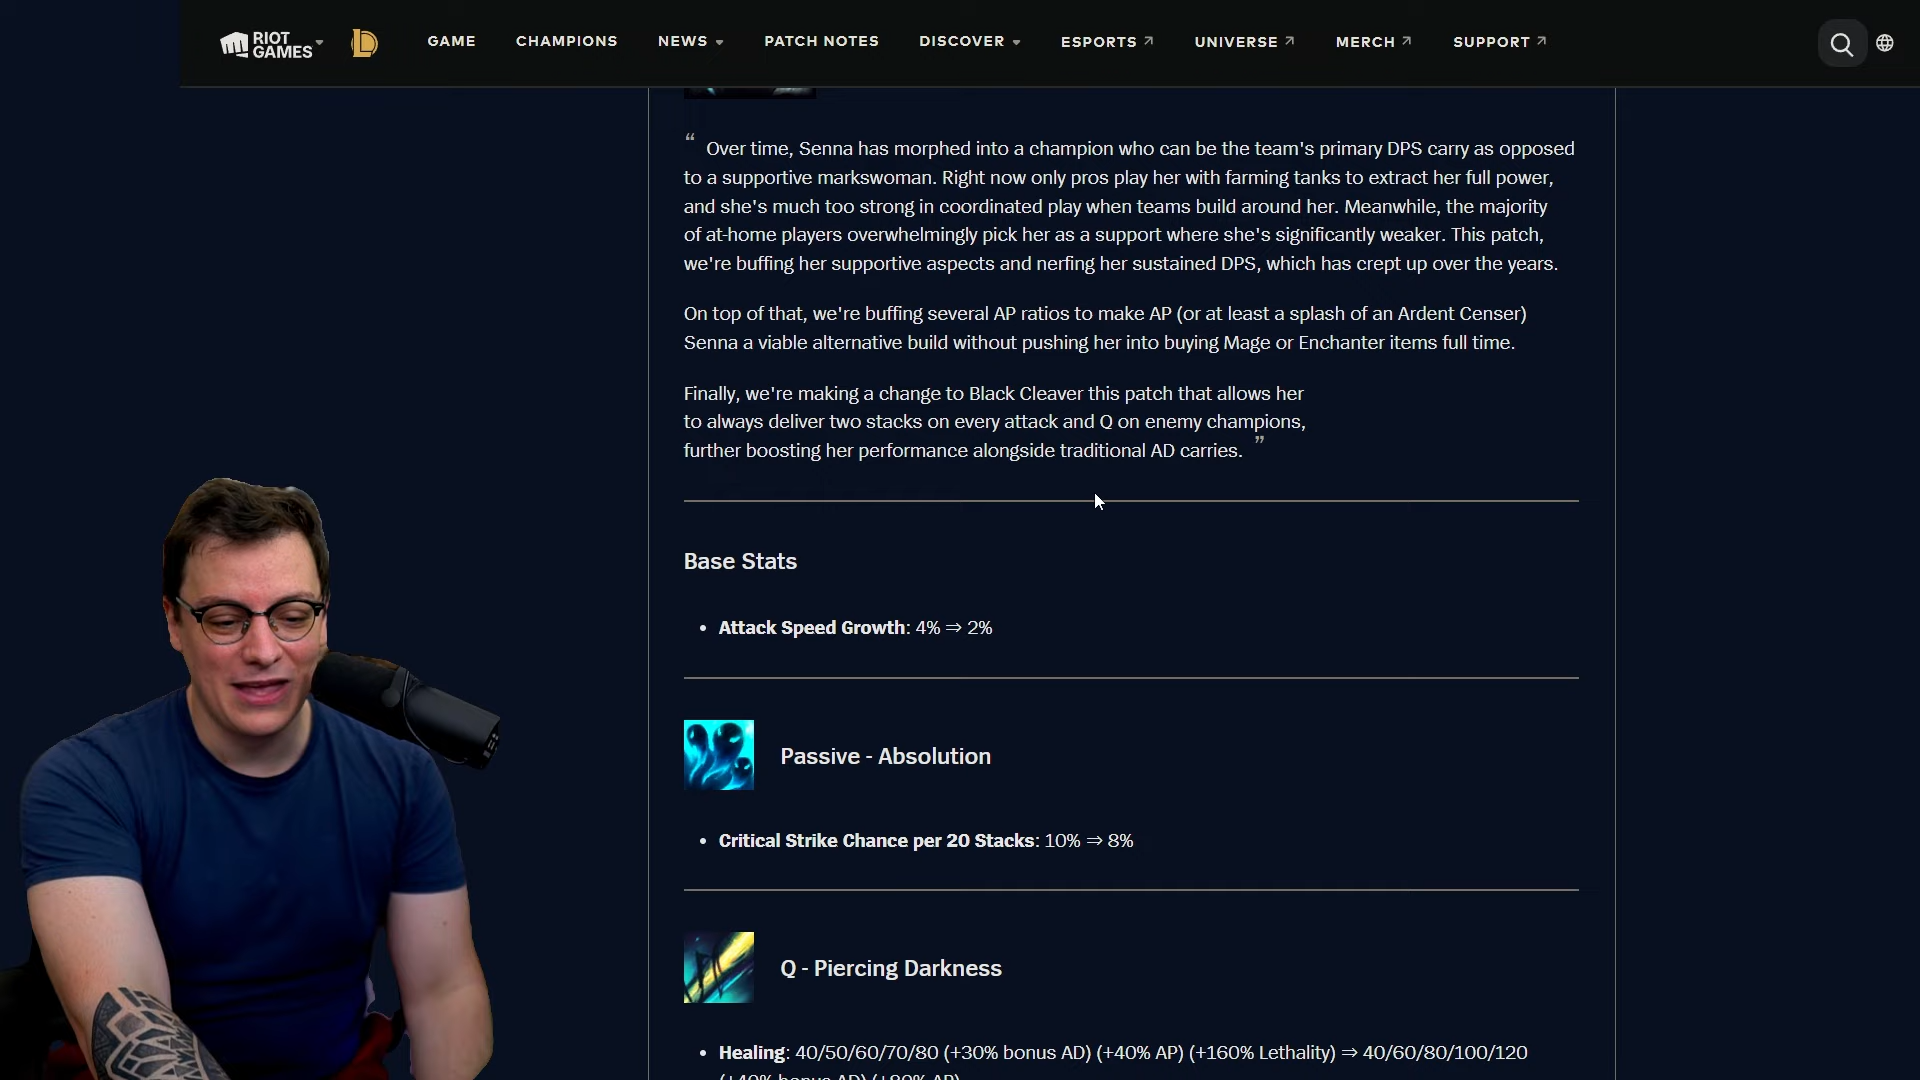 RIOT GAMES
GAME CHAMPIONS NEWS PATCH NOTES DISCOVER ESPORTS UNIVERSE MERCH SUPPORT
“ Over time, Senna has morphed into a champion who can be the team's primary DPS carry as opposed
to a supportive markswoman. Right now only pros play her with farming tanks to extract her full power,
and she's much too strong in coordinated play when teams build around her. Meanwhile, the majority
of at-home players overwhelmingly pick her as a support where she's significantly weaker. This patch,
we're buffing her supportive aspects and nerfing her sustained DPS, which has crept up over the years.
On top of that, we're buffing several AP ratios to make AP (or at least a splash of an Ardent Censer)
Senna a viable alternative build without pushing her into buying Mage or Enchanter items full time.
Finally, we're making a change to Black Cleaver this patch that allows her
to always deliver two stacks on every attack and Q on enemy champions,
further boosting her performance alongside traditional AD carries. ”
Base Stats
• Attack Speed Growth: 4% ⇒ 2%
Passive - Absolution
• Critical Strike Chance per 20 Stacks: 10% ⇒ 8%
Q - Piercing Darkness
• Healing: 40/50/60/70/80 (+30% bonus AD) (+40% AP) (+160% Lethality) ⇒ 40/60/80/100/120
(+40% bonus AD) (+80% AP)